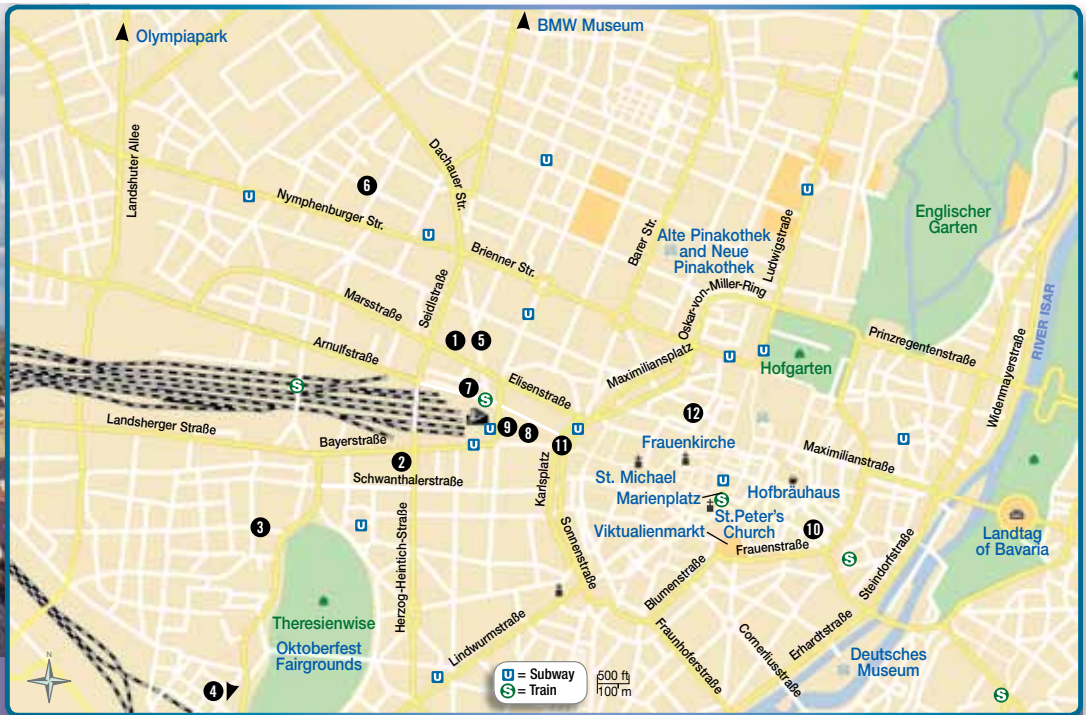 Olympiapark
BMW Museum
Landshuter Allee
Dachauer Str.
6
Nymphenburger Str.
U
U
U
U
Brienner Str.
Barer Str.
Alte Pinakothek
and Neue
Pinakothek
Ludwigstraße
Englischer
Garten
Oskar-von-Miller-Ring
RIVER ISAR
Marsstraße
Seidlstraße
U
Arnulfstraße
1
5
Elisenstraße
Maximiliansplatz
U
U
Hofgarten
Prinzregentenstraße
Widenmayerstraße
S
7
S
Landsherger Straße
Bayerstraße
U
U
9
8
11
U
12
Frauenkirche
Maximilianstraße
U
2
Schwanthalerstraße
Karlsplatz
St. Michael
U
Marienplatz
S
Hofbräuhaus
3
U
Herzog-Heintich-Straße
Sonnenstraße
Viktualienmarkt
St.Peter's
Church
10
Frauenstraße
S
Steindorfstraße
Landtag
of Bavaria
Theresienwise
Oktoberfest
Fairgrounds
Lindwurmstraße
Blumenstraße
Fraunhoferstraße
Cornerliusstraße
Erhardtstraße
Deutsches
Museum
N
4
U
U = Subway
S = Train
500 ft
100 m
S